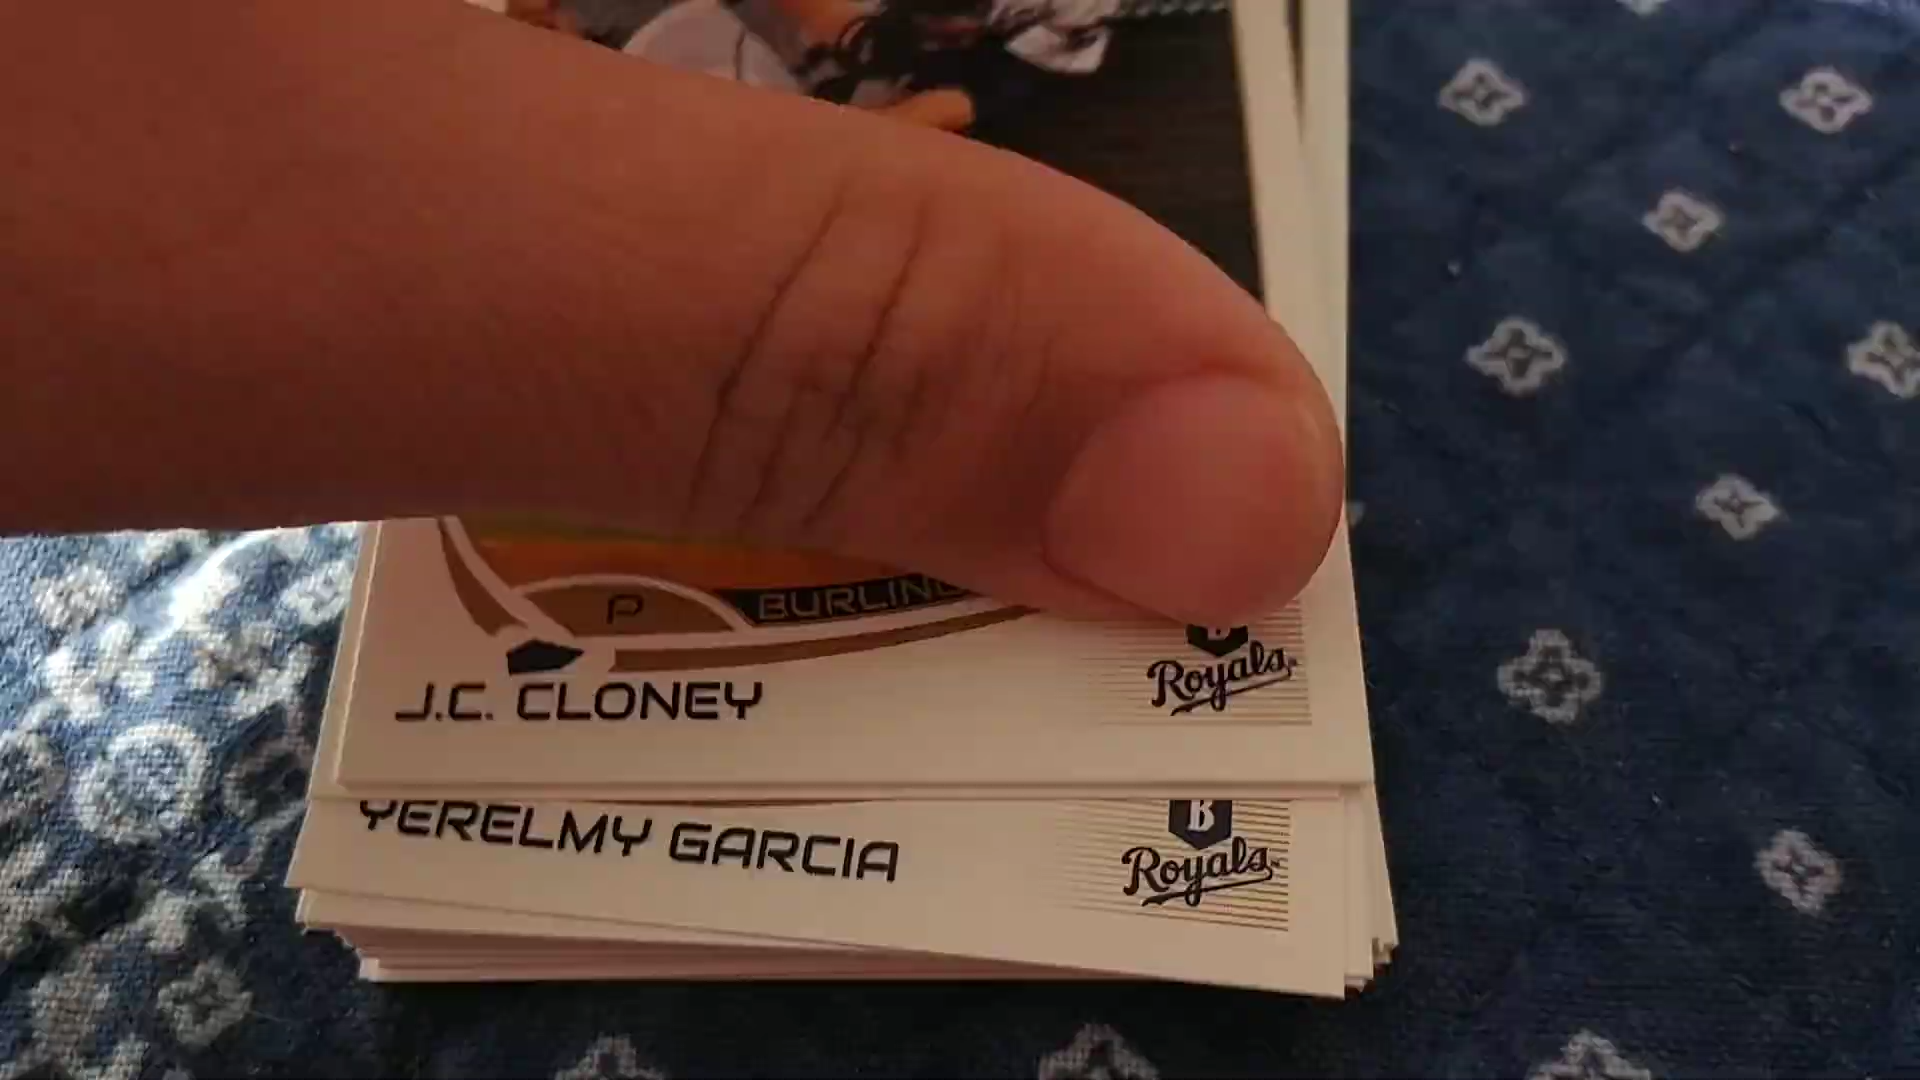 P
BURLING
J.C. CLONEY
B
Royals
YERELMY GARCIA
B
Royals